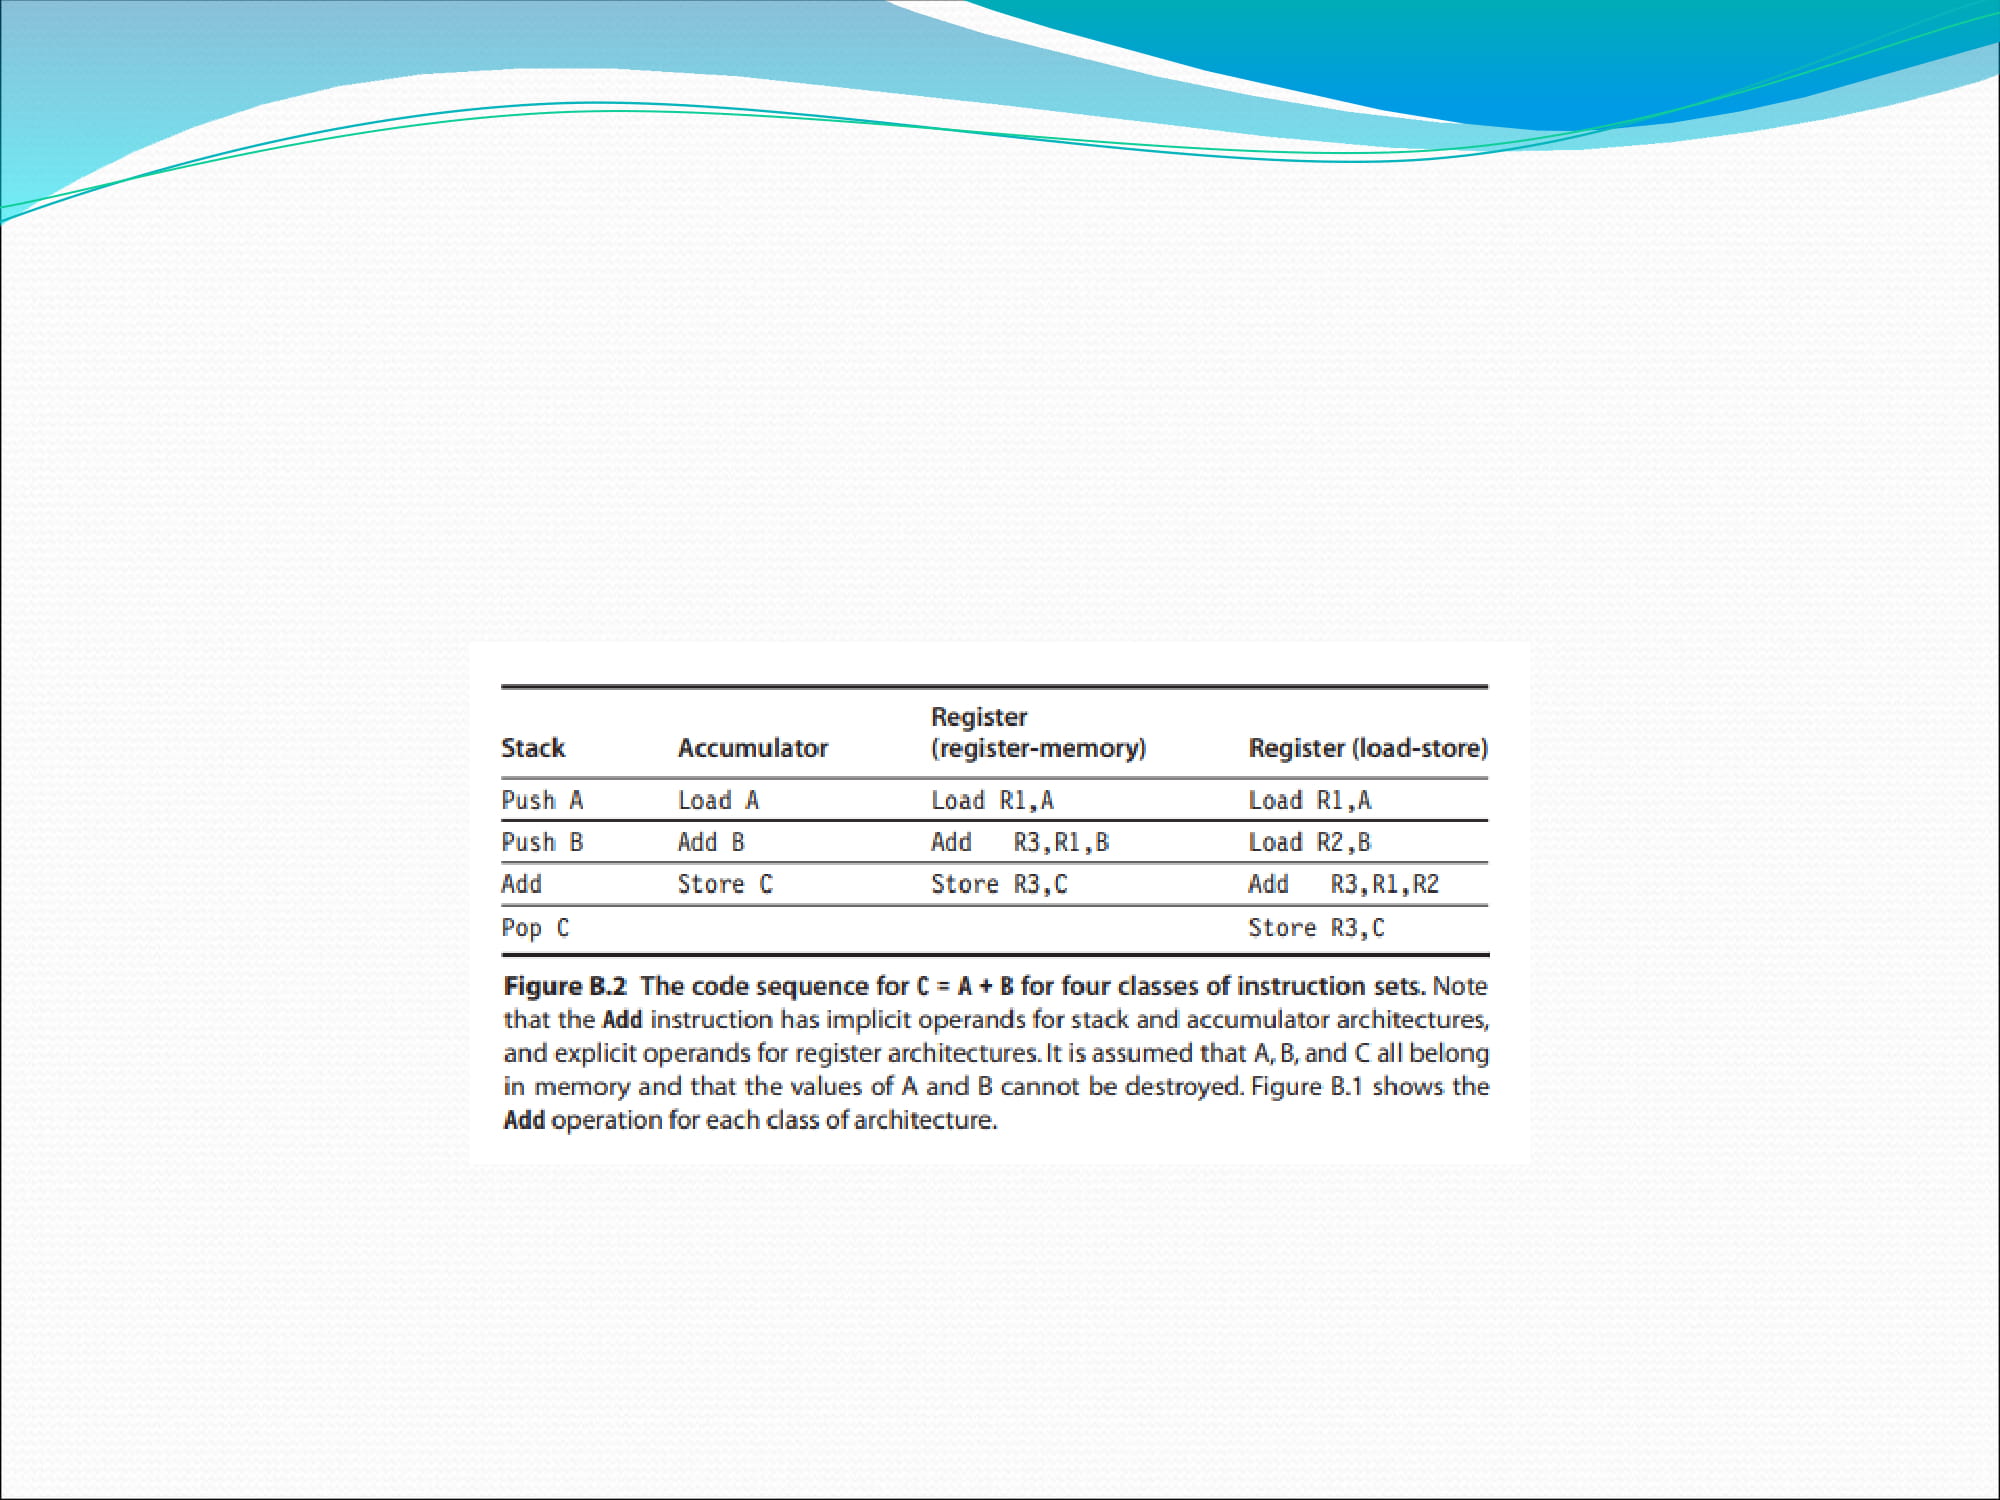 Stack Accumulator Register (register-memory) Register (load-store)
Push A Load A Load R1,A Load R1,A
Push B Add B Add R3,R1,B Load R2,B
Add Store C Store R3,C Add R3,R1,R2
Pop C Store R3,C
Figure B.2 The code sequence for C = A + B for four classes of instruction sets. Note
that the Add instruction has implicit operands for stack and accumulator architectures,
and explicit operands for register architectures. It is assumed that A, B, and C all belong
in memory and that the values of A and B cannot be destroyed. Figure B.1 shows the
Add operation for each class of architecture.